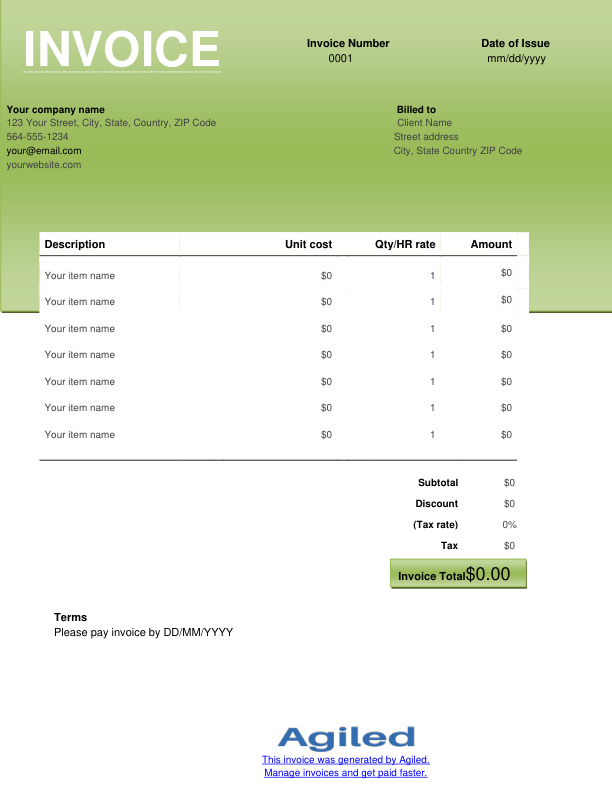 INVOICE
Invoice Number
Date of Issue
0001
mm/dd/yyyy
Your company name
Billed to
123 Your Street, City, State, Country, ZIP Code
Client Name
564-555-1234
Street address
your@email.com
City, State Country ZIP Code
yourwebsite.com
Description Unit cost Qty/HR rate Amount
Your item name $0 1 $0
Your item name $0 1 $0
Your item name $0 1 $0
Your item name $0 1 $0
Your item name $0 1 $0
Your item name $0 1 $0
Your item name $0 1 $0
Subtotal $0
Discount $0
(Tax rate) 0%
Tax $0
Invoice Total $0.00
Terms
Please pay invoice by DD/MM/YYYY
Agiled
This invoice was generated by Agiled.
Manage invoices and get paid faster.